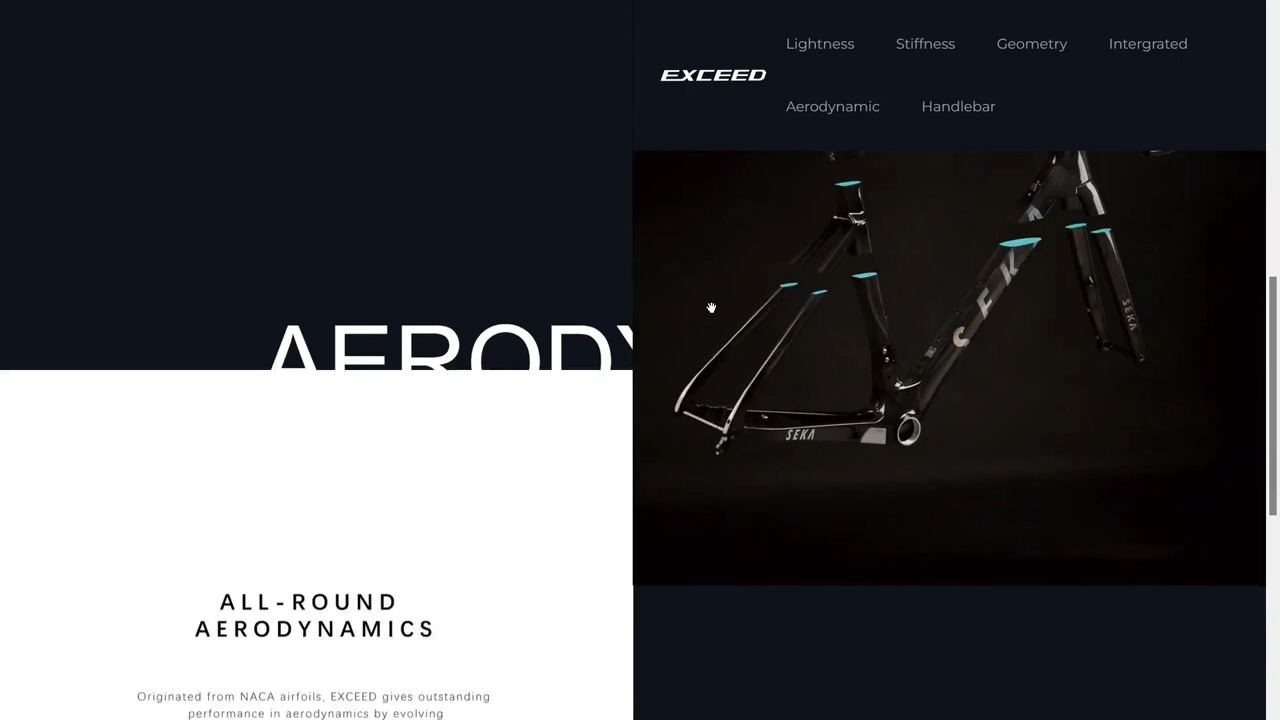 Lightness Stiffness Geometry Intergrated
EXCEED
Aerodynamic Handlebar
SEKA
SEKA
ALL-ROUND
AERODYNAMICS
Originated from NACA airfoils, EXCEED gives outstanding
performance in aerodynamics by evolving